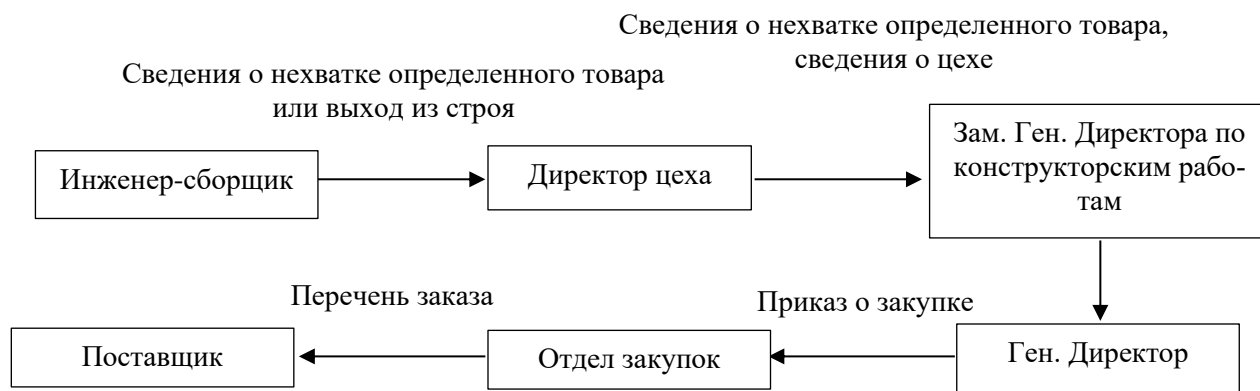 Сведения о нехватке определенного товара,
сведения о цехе
Сведения о нехватке определенного товара
или выход из строя
Инженер-сборщик
Директор цеха
Зам. Ген. Директора по
конструкторским рабо-
там
Перечень заказа
Приказ о закупке
Поставщик
Отдел закупок
Ген. Директор